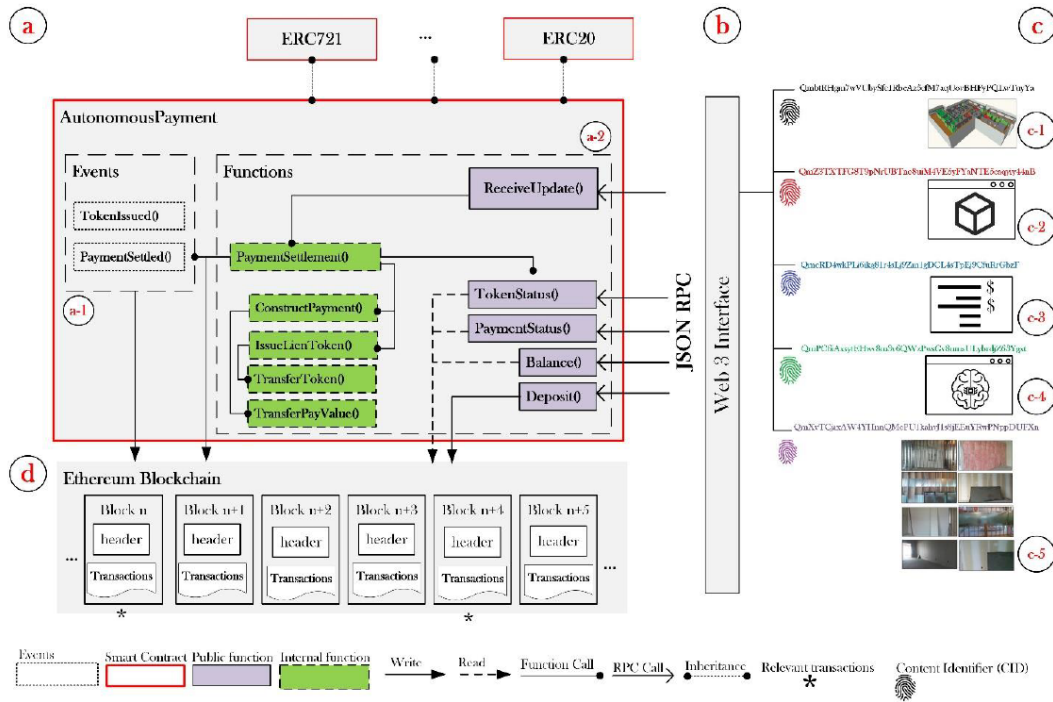 a
ERC721
...
ERC20
b
c
AutonomousPayment
a-2
Events
Functions
TokenIssued()
PaymentSettled()
a-1
ReceiveUpdate()
PaymentSettlement()
ConstructPayment()
IssueLienToken()
TransferToken()
TransferPayValue()
TokenStatus()
PaymentStatus()
Balance()
Deposit()
JSON RPC
Web 3 Interface
c-1
c-2
$
$
c-3
c-4
c-5
d
Ethereum Blockchain
Block n
Block n+1
Block n+2
Block n+3
Block n+4
Block n+5
header
header
header
header
header
header
...
Transactions
Transactions
Transactions
Transactions
Transactions
Transactions
...
*
*
Events
Smart Contract
Public function
Internal function
Write
Read
Function Call
RPC Call
Inheritance
Relevant transactions
*
Content Identifier (CID)